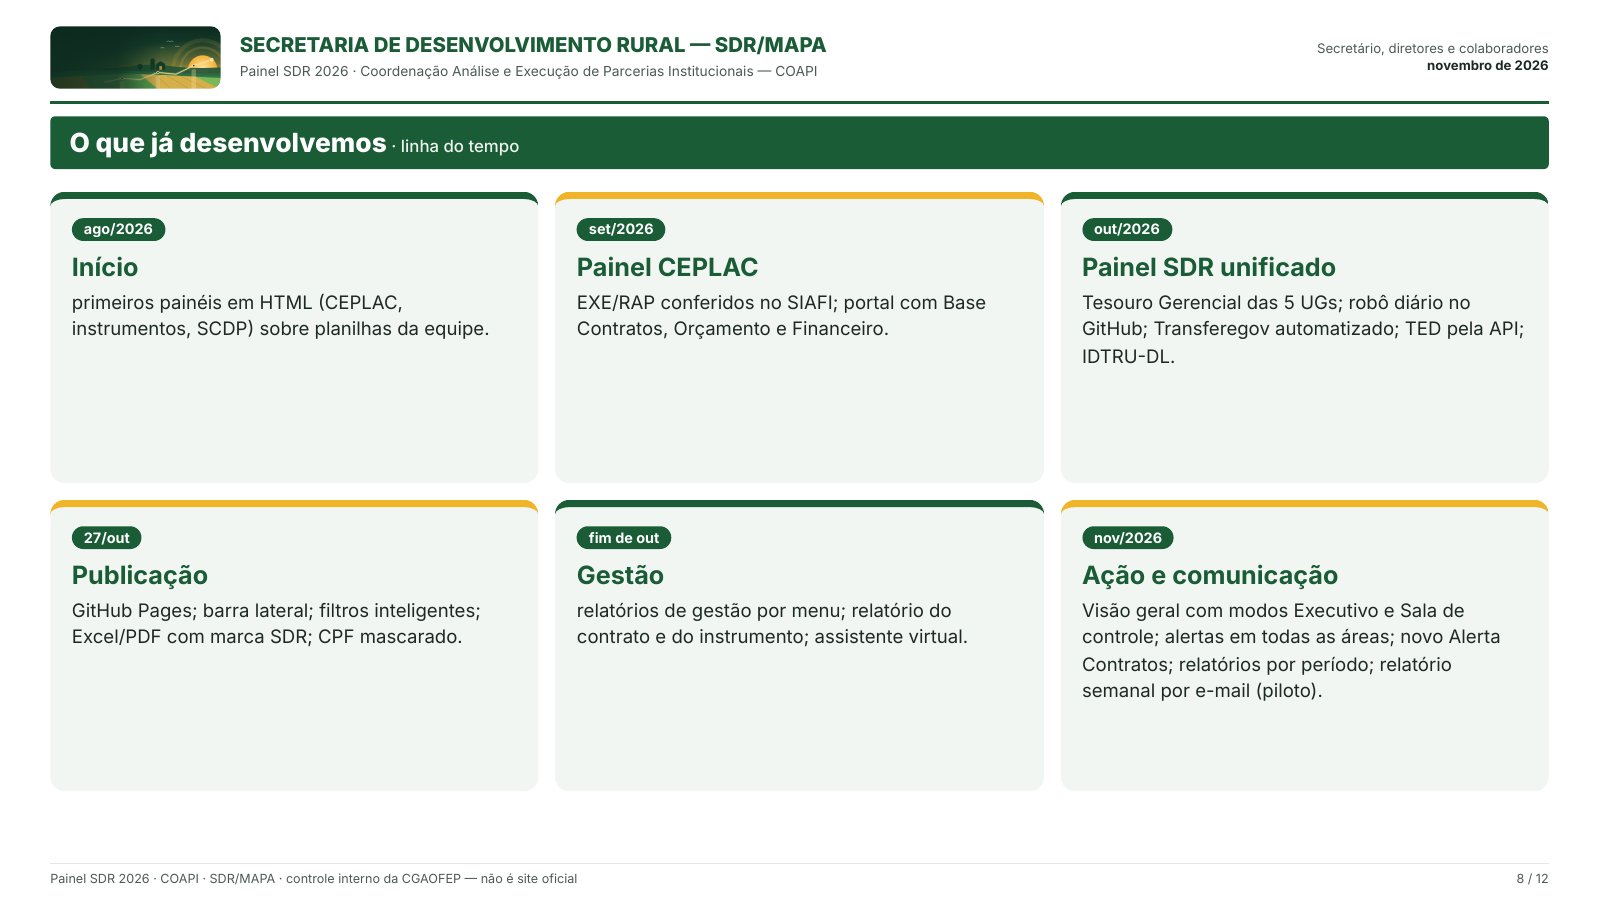 SECRETARIA DE DESENVOLVIMENTO RURAL — SDR/MAPA
Painel SDR 2026 · Coordenação Análise e Execução de Parcerias Institucionais — COAPI
Secretário, diretores e colaboradores
novembro de 2026
O que já desenvolvemos · linha do tempo
ago/2026
Início
primeiros painéis em HTML (CEPLAC,
instrumentos, SCDP) sobre planilhas da equipe.
set/2026
Painel CEPLAC
EXE/RAP conferidos no SIAFI; portal com Base
Contratos, Orçamento e Financeiro.
out/2026
Painel SDR unificado
Tesouro Gerencial das 5 UGs; robô diário no
GitHub; Transferegov automatizado; TED pela API;
IDTRU-DL.
27/out
Publicação
GitHub Pages; barra lateral; filtros inteligentes;
Excel/PDF com marca SDR; CPF mascarado.
fim de out
Gestão
relatórios de gestão por menu; relatório do
contrato e do instrumento; assistente virtual.
nov/2026
Ação e comunicação
Visão geral com modos Executivo e Sala de
controle; alertas em todas as áreas; novo Alerta
Contratos; relatórios por período; relatório
semanal por e-mail (piloto).
Painel SDR 2026 · COAPI · SDR/MAPA · controle interno da CGAOFEP — não é site oficial
8 / 12